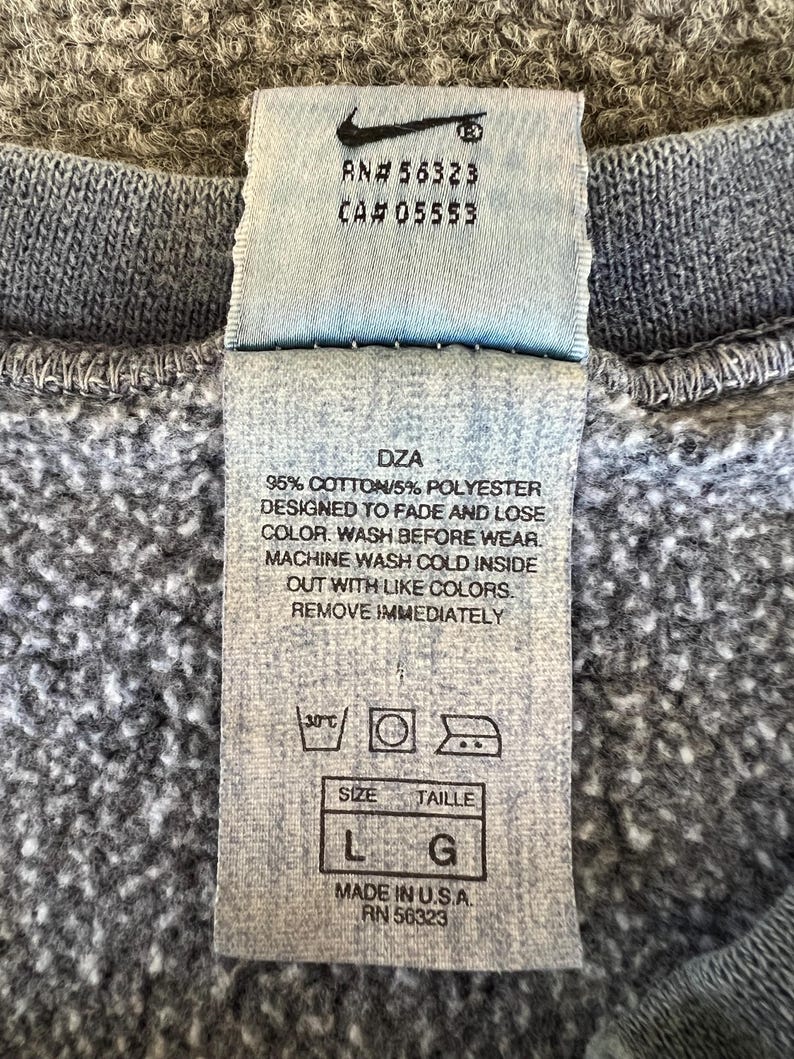 RN# 56323
CA# 05553
DZA
95% COTTON/5% POLYESTER
DESIGNED TO FADE AND LOSE
COLOR. WASH BEFORE WEAR.
MACHINE WASH COLD INSIDE
OUT WITH LIKE COLORS.
REMOVE IMMEDIATELY
30°C
SIZE TAILLE
L G
MADE IN U.S.A.
RN 56323